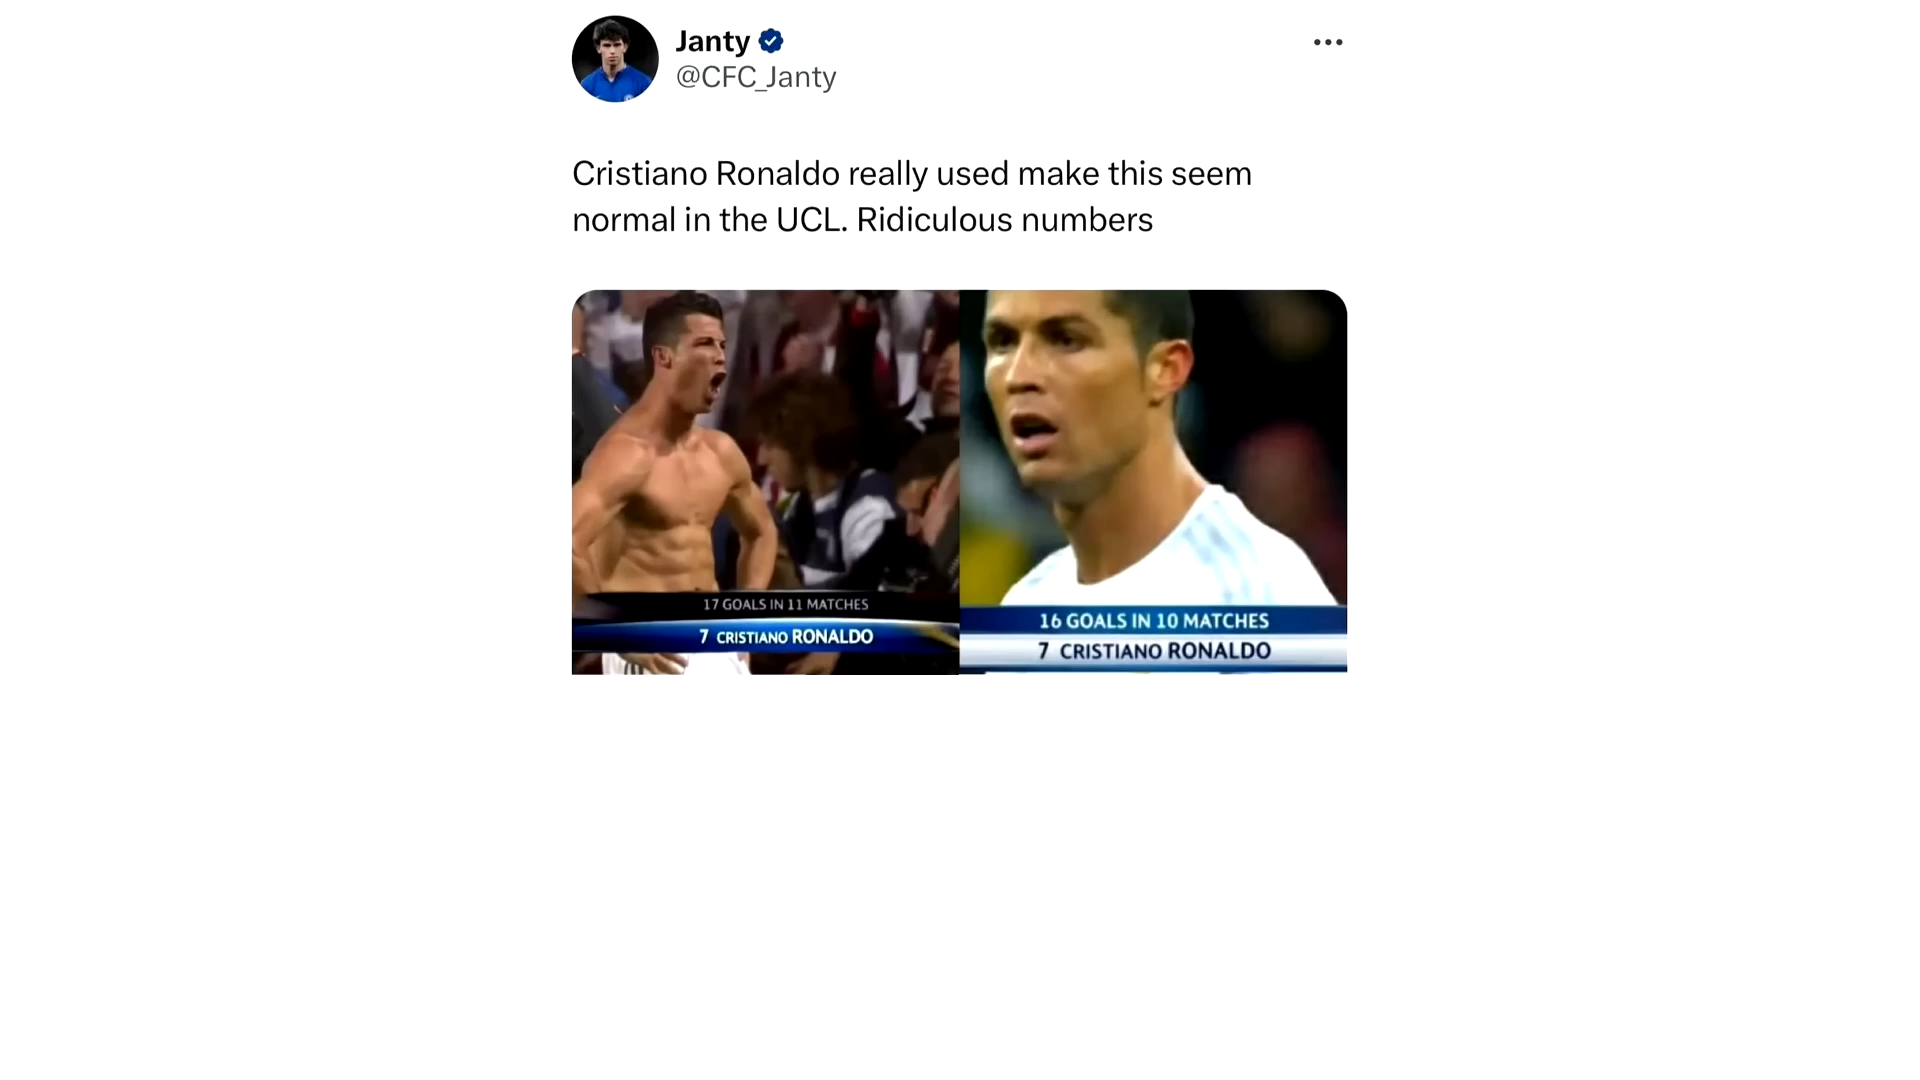 Janty
@CFC_Janty
Cristiano Ronaldo really used make this seem
normal in the UCL. Ridiculous numbers
17 GOALS IN 11 MATCHES
7 CRISTIANO RONALDO
16 GOALS IN 10 MATCHES
7 CRISTIANO RONALDO